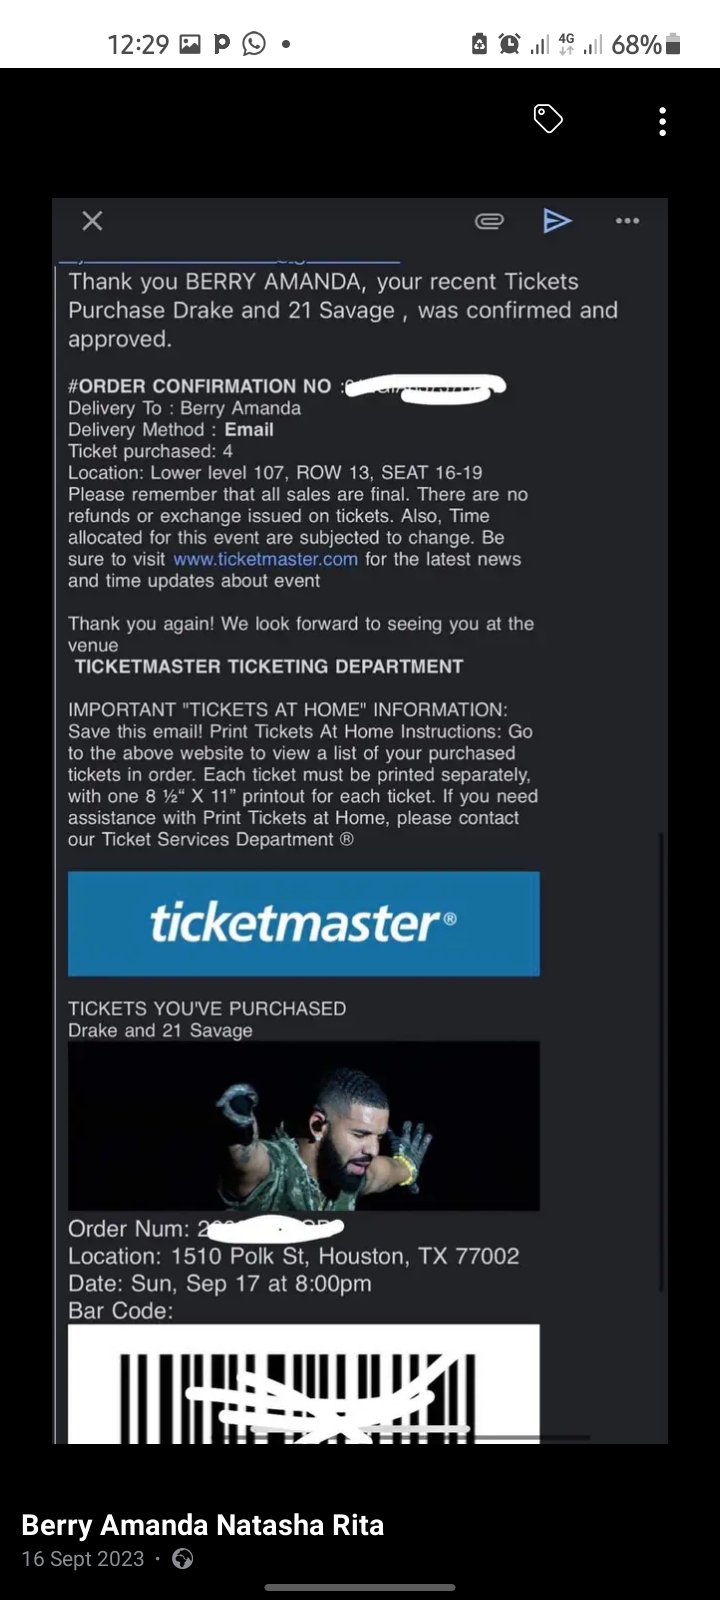 12:29
4G
68%
Thank you BERRY AMANDA, your recent Tickets
Purchase Drake and 21 Savage , was confirmed and
approved.
#ORDER CONFIRMATION NO :
Delivery To : Berry Amanda
Delivery Method : Email
Ticket purchased: 4
Location: Lower level 107, ROW 13, SEAT 16-19
Please remember that all sales are final. There are no
refunds or exchange issued on tickets. Also, Time
allocated for this event are subjected to change. Be
sure to visit www.ticketmaster.com for the latest news
and time updates about event
Thank you again! We look forward to seeing you at the
venue
TICKETMASTER TICKETING DEPARTMENT
IMPORTANT "TICKETS AT HOME" INFORMATION:
Save this email! Print Tickets At Home Instructions: Go
to the above website to view a list of your purchased
tickets in order. Each ticket must be printed separately,
with one 8 ½“ X 11” printout for each ticket. If you need
assistance with Print Tickets at Home, please contact
our Ticket Services Department ®
ticketmaster®
TICKETS YOU'VE PURCHASED
Drake and 21 Savage
Order Num:
Location: 1510 Polk St, Houston, TX 77002
Date: Sun, Sep 17 at 8:00pm
Bar Code:
Berry Amanda Natasha Rita
16 Sept 2023 ·